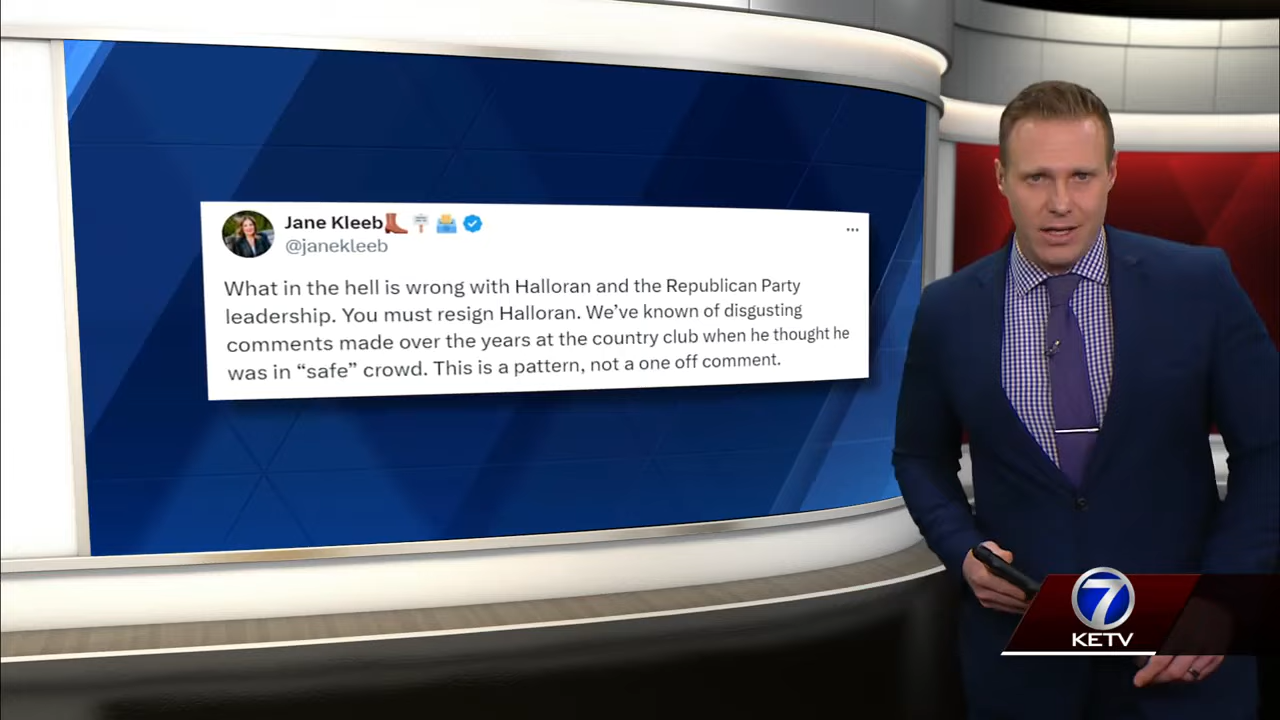 Jane Kleeb
@janekleeb
What in the hell is wrong with Halloran and the Republican Party
leadership. You must resign Halloran. We’ve known of disgusting
comments made over the years at the country club when he thought he
was in “safe” crowd. This is a pattern, not a one off comment.
7
KETV